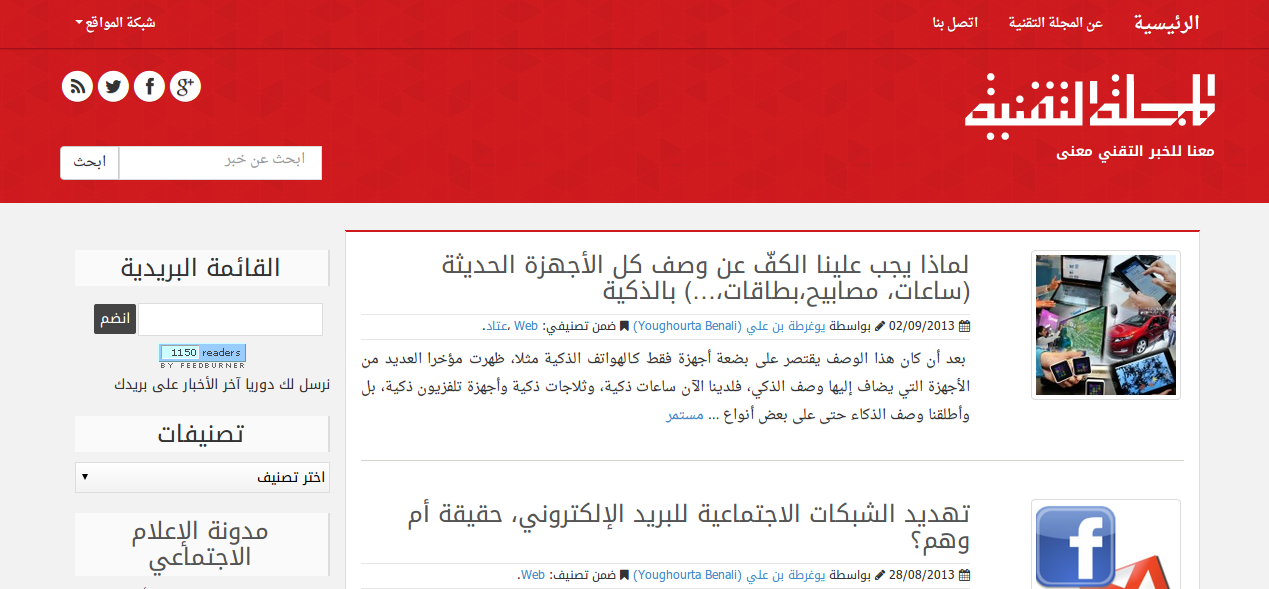 الرئيسية
عن المجلة التقنية
اتصل بنا
شبكة المواقع
المجلة التقنية
معنا للخبر التقني معنى
ابحث عن خبر
ابحث
لماذا يجب علينا الكفّ عن وصف كل الأجهزة الحديثة
(ساعات، مصابيح،بطاقات،...) بالذكية
02/09/2013 بواسطة يوغرطة بن علي (Youghourta Benali) ضمن تصنيفي: Web ،عتاد.
بعد أن كان هذا الوصف يقتصر على بضعة أجهزة فقط كالهواتف الذكية مثلا، ظهرت مؤخرا العديد من
الأجهزة التي يضاف إليها وصف الذكي، فلدينا الآن ساعات ذكية، وثلاجات ذكية وأجهزة تلفزيون ذكية، بل
وأطلقنا وصف الذكاء حتى على بعض أنواع ... مستمر
تهديد الشبكات الاجتماعية للبريد الإلكتروني، حقيقة أم
وهم؟
28/08/2013 بواسطة يوغرطة بن علي (Youghourta Benali) ضمن تصنيف: Web.
القائمة البريدية
انضم
1150 readers
BY FEEDBURNER
نرسل لك دوريا آخر الأخبار على بريدك
تصنيفات
اختر تصنيف
مدونة الإعلام
الاجتماعي